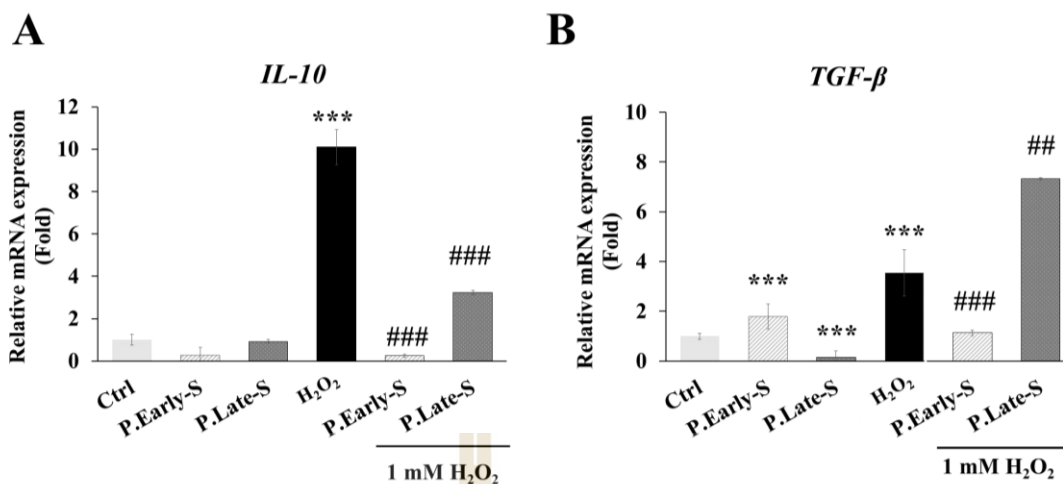 A
IL-10
Relative mRNA expression
(Fold)
12
10
8
6
4
2
0
***
###
###
Ctrl
P.Early-S
P.Late-S
H₂O₂
P.Early-S
P.Late-S
1 mM H₂O₂
B
TGF-β
Relative mRNA expression
(Fold)
10
8
6
4
2
0
***
***
***
###
##
Ctrl
P.Early-S
P.Late-S
H₂O₂
P.Early-S
P.Late-S
1 mM H₂O₂